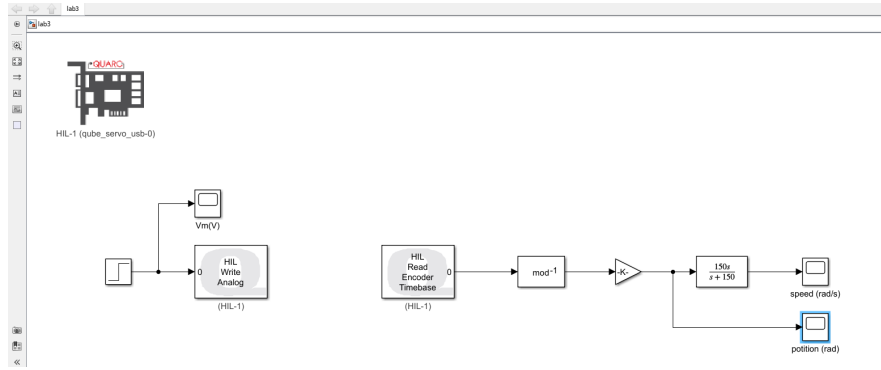 lab3
lab3
QUARC
HIL-1 (qube_servo_usb-0)
Vm(V)
0
HIL
Write
Analog
(HIL-1)
HIL
Read
Encoder
Timebase
0
(HIL-1)
mod-1
-K-
150s
s + 150
speed (rad/s)
potition (rad)